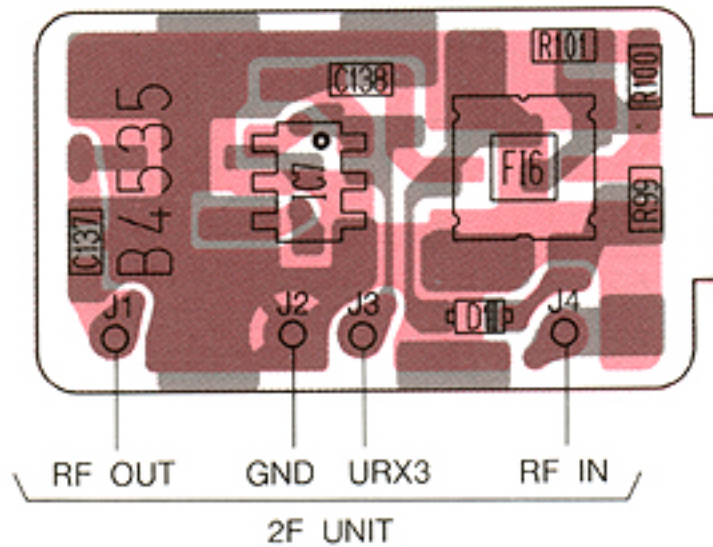 R101
C138
R100
B4535
IC7
FI6
R99
C137
J1
J2
J3
D1
J4
RF OUT
GND
URX3
RF IN
2F UNIT